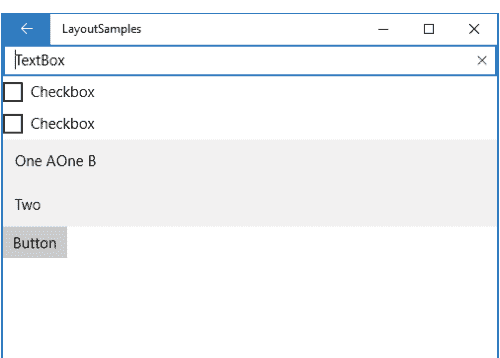 LayoutSamples
TextBox
Checkbox
Checkbox
One AOne B
Two
Button